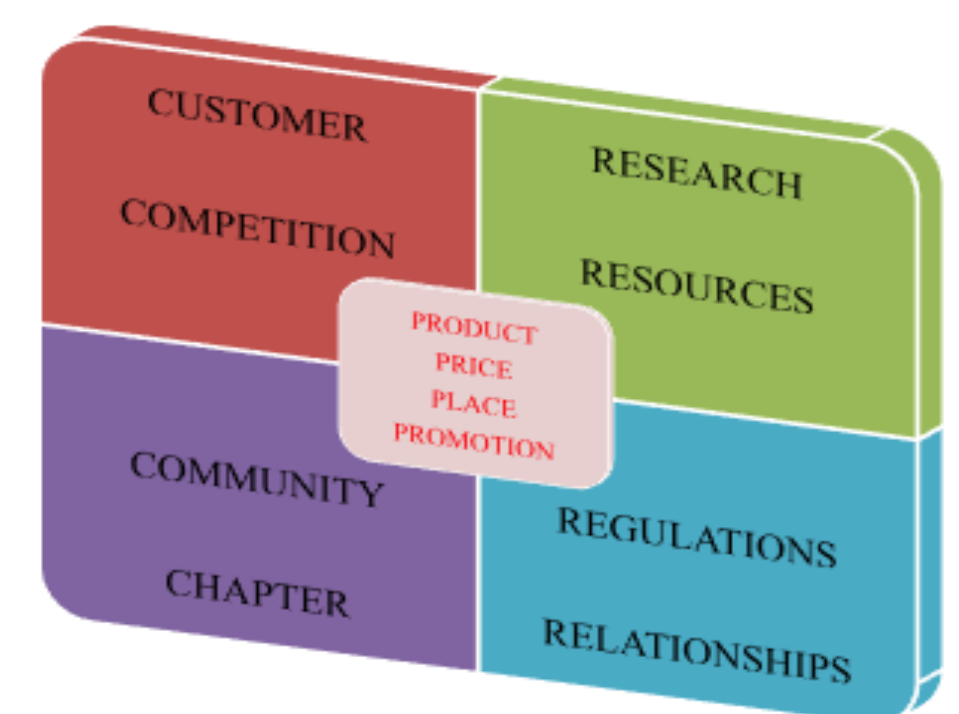 CUSTOMER
COMPETITION
RESEARCH
RESOURCES
PRODUCT
PRICE
PLACE
PROMOTION
COMMUNITY
CHAPTER
REGULATIONS
RELATIONSHIPS